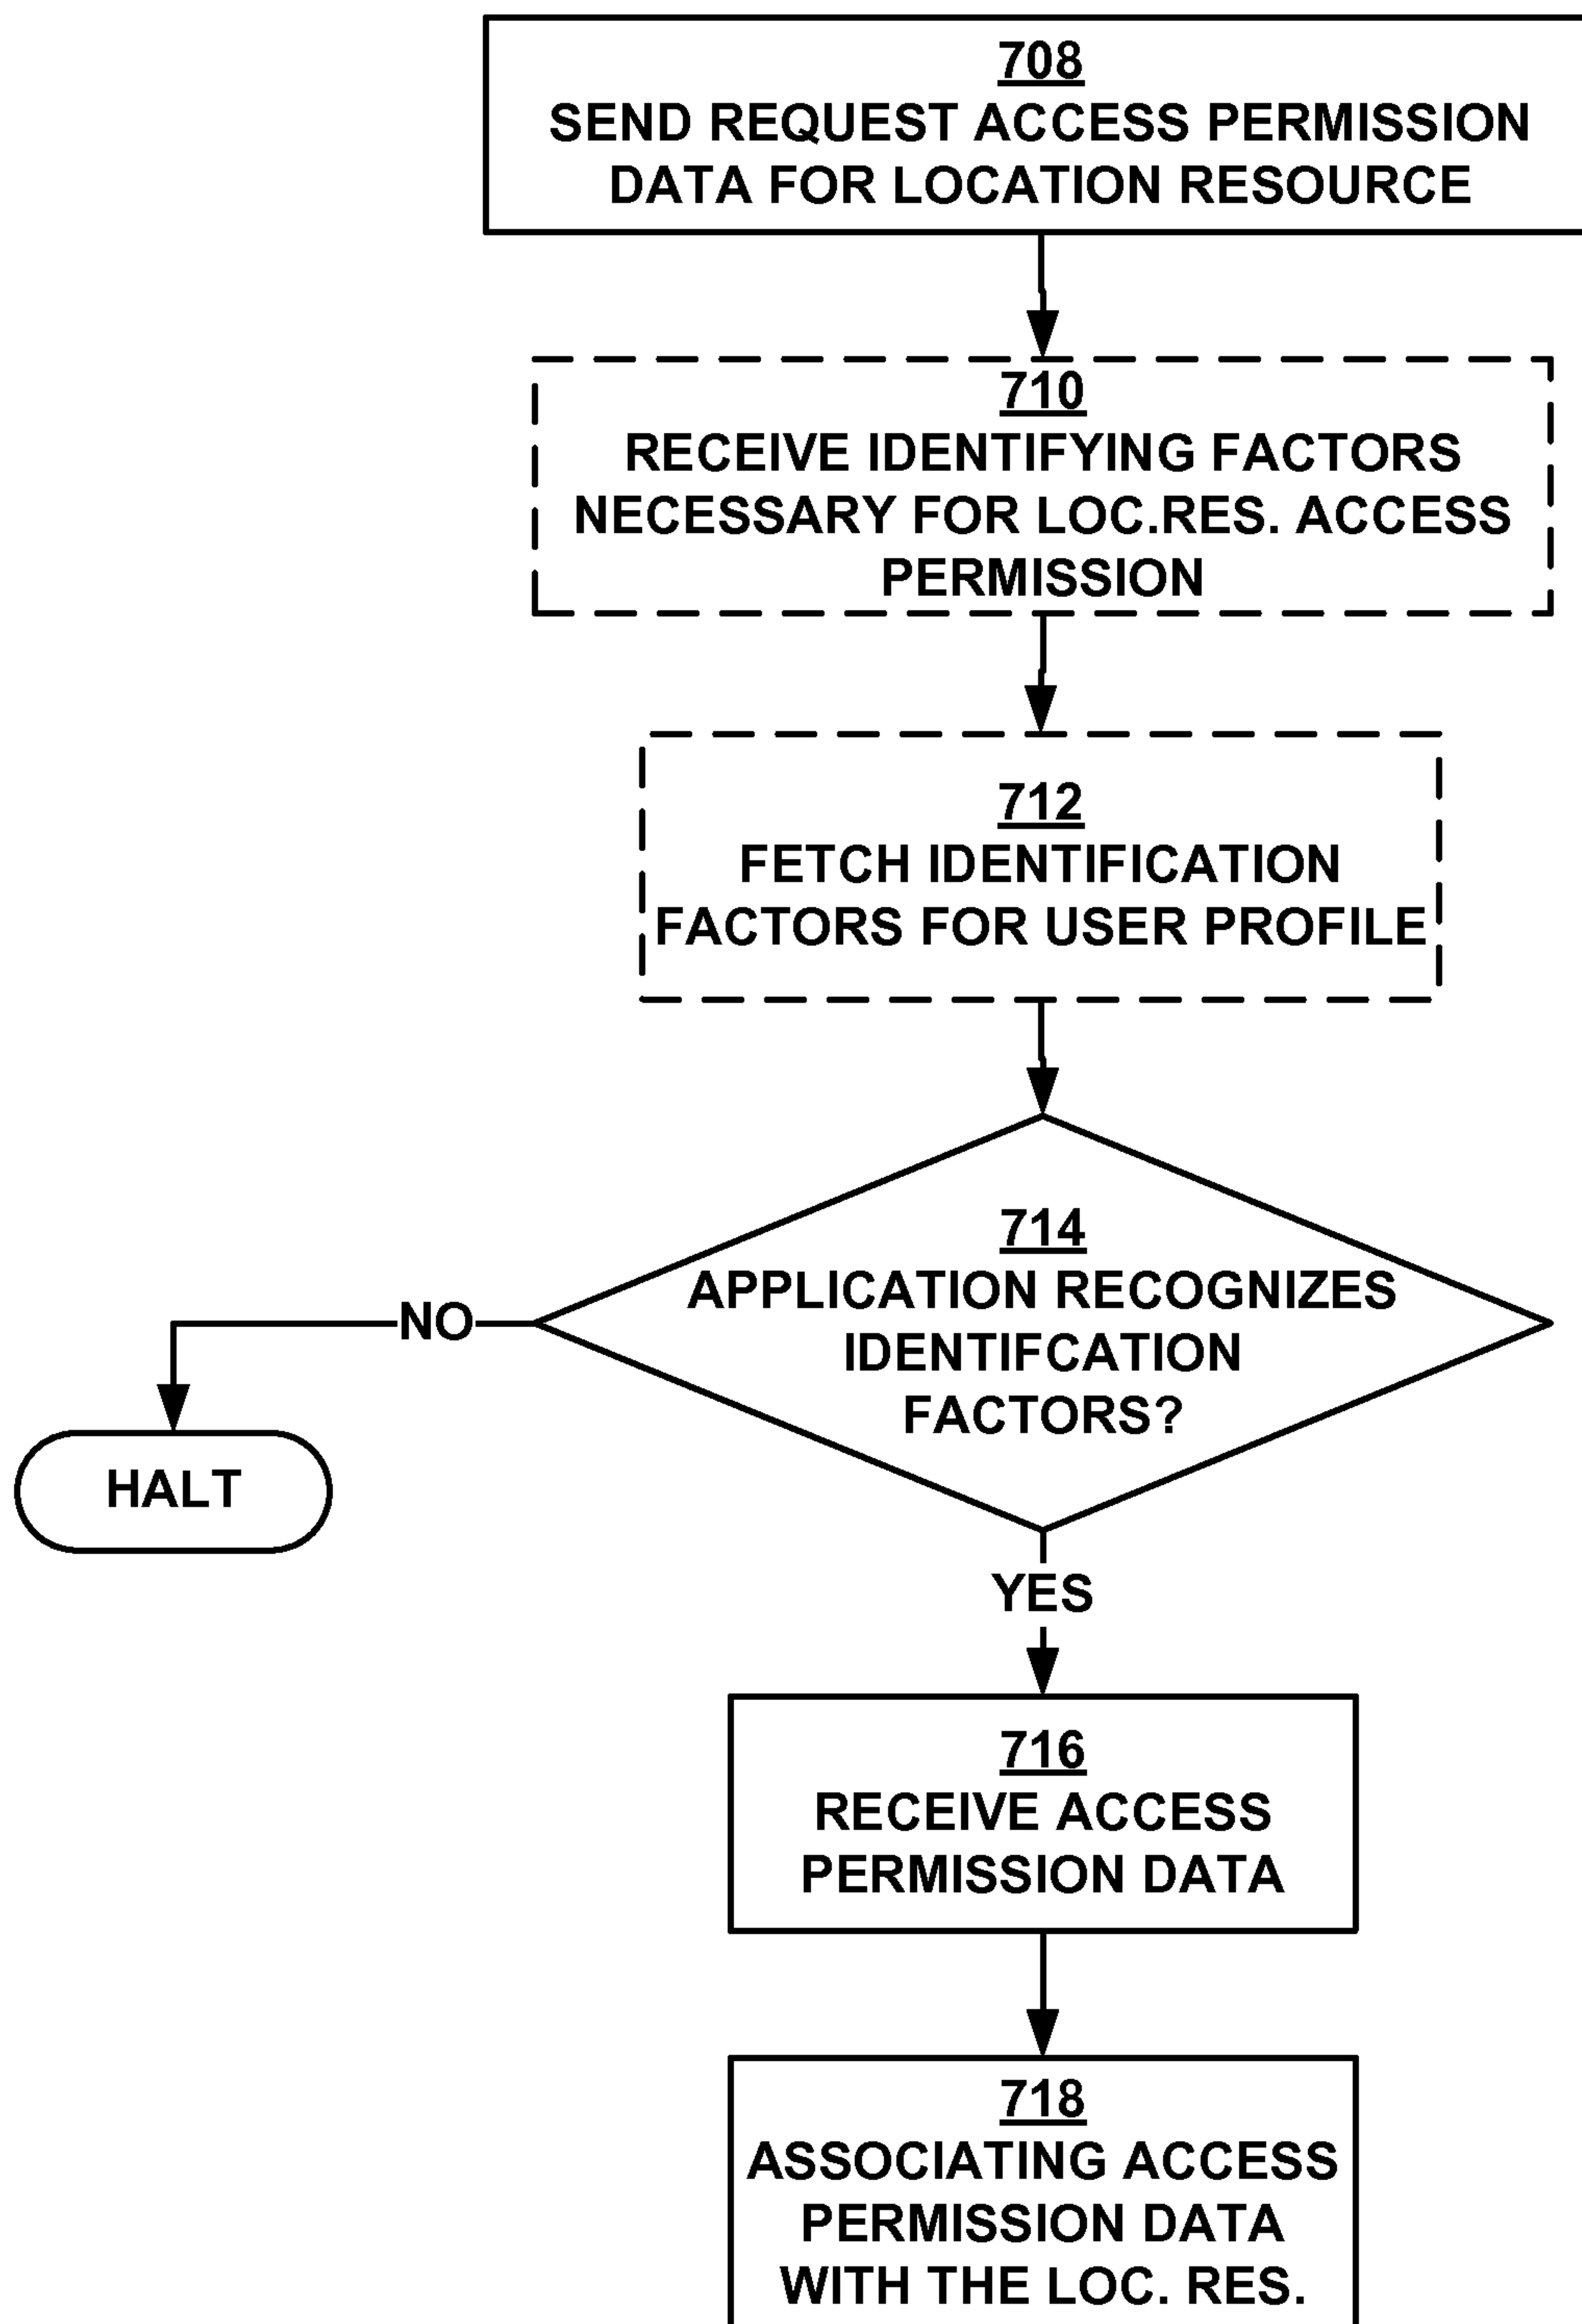 708
SEND REQUEST ACCESS PERMISSION
DATA FOR LOCATION RESOURCE
710
RECEIVE IDENTIFYING FACTORS
NECESSARY FOR LOC.RES. ACCESS
PERMISSION
712
FETCH IDENTIFICATION
FACTORS FOR USER PROFILE
714
APPLICATION RECOGNIZES
IDENTIFCATION
FACTORS?
NO
HALT
YES
716
RECEIVE ACCESS
PERMISSION DATA
718
ASSOCIATING ACCESS
PERMISSION DATA
WITH THE LOC. RES.